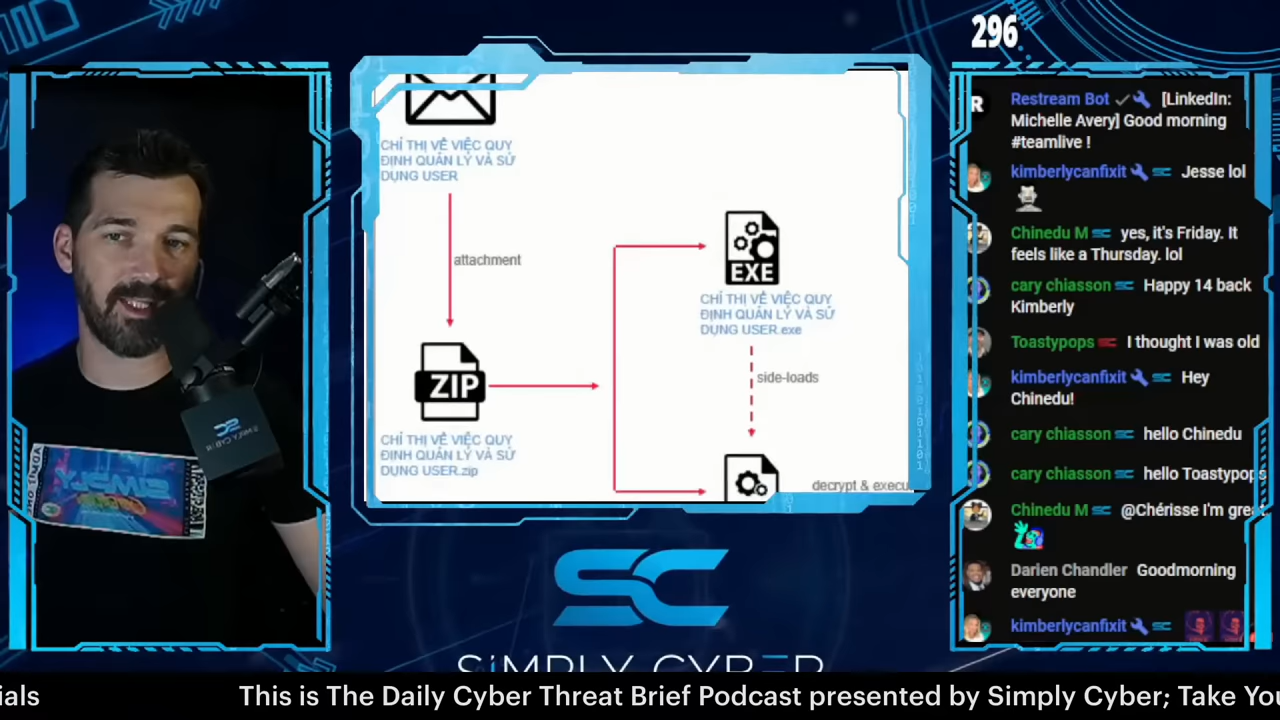 296
CHỈ THỊ VỀ VIỆC QUY
ĐỊNH QUẢN LÝ VÀ SỬ
DỤNG USER
attachment
ZIP
CHỈ THỊ VỀ VIỆC QUY
ĐỊNH QUẢN LÝ VÀ SỬ
DỤNG USER.zip
EXE
CHỈ THỊ VỀ VIỆC QUY
ĐỊNH QUẢN LÝ VÀ SỬ
DỤNG USER.exe
side-loads
decrypt & execu
R
Restream Bot [LinkedIn:
Michelle Avery] Good morning
#teamlive !
kimberlycanfixit Jesse lol
Chinedu M yes, it's Friday. It
feels like a Thursday. lol
cary chiasson Happy 14 back
Kimberly
Toastypops I thought I was old
kimberlycanfixit Hey
Chinedu!
cary chiasson hello Chinedu
cary chiasson hello Toastypops
Chinedu M @Chérisse I'm great
Darien Chandler Goodmorning
everyone
kimberlycanfixit
SC
SIMPLY CYBER
ials This is The Daily Cyber Threat Brief Podcast presented by Simply Cyber; Take You